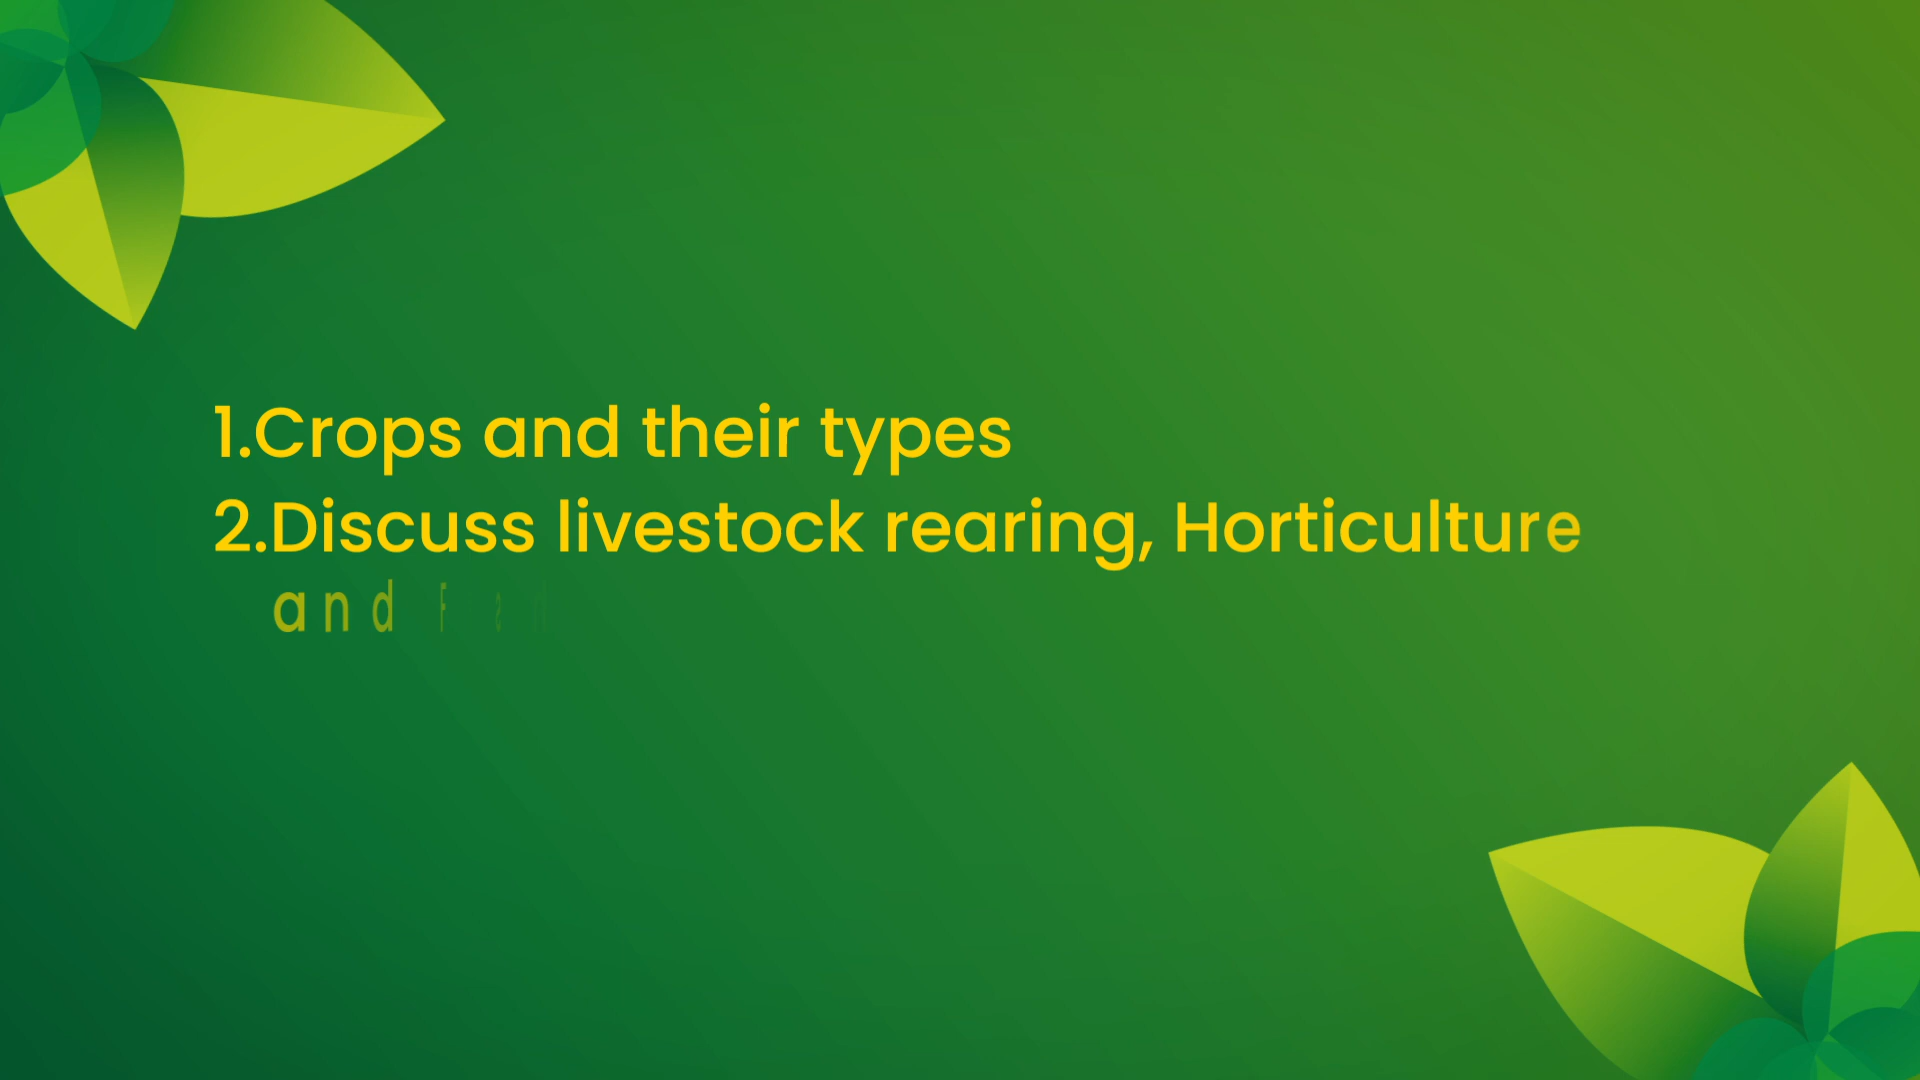 1.Crops and their types
2.Discuss livestock rearing, Horticulture
and